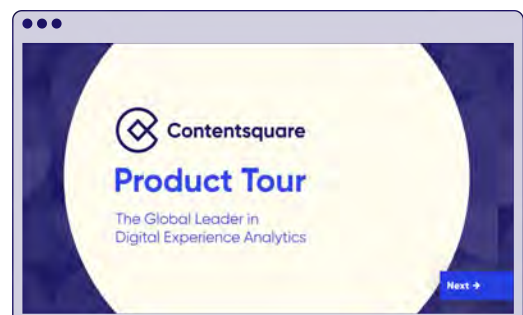 Contentsquare
Product Tour
The Global Leader in
Digital Experience Analytics
Next →